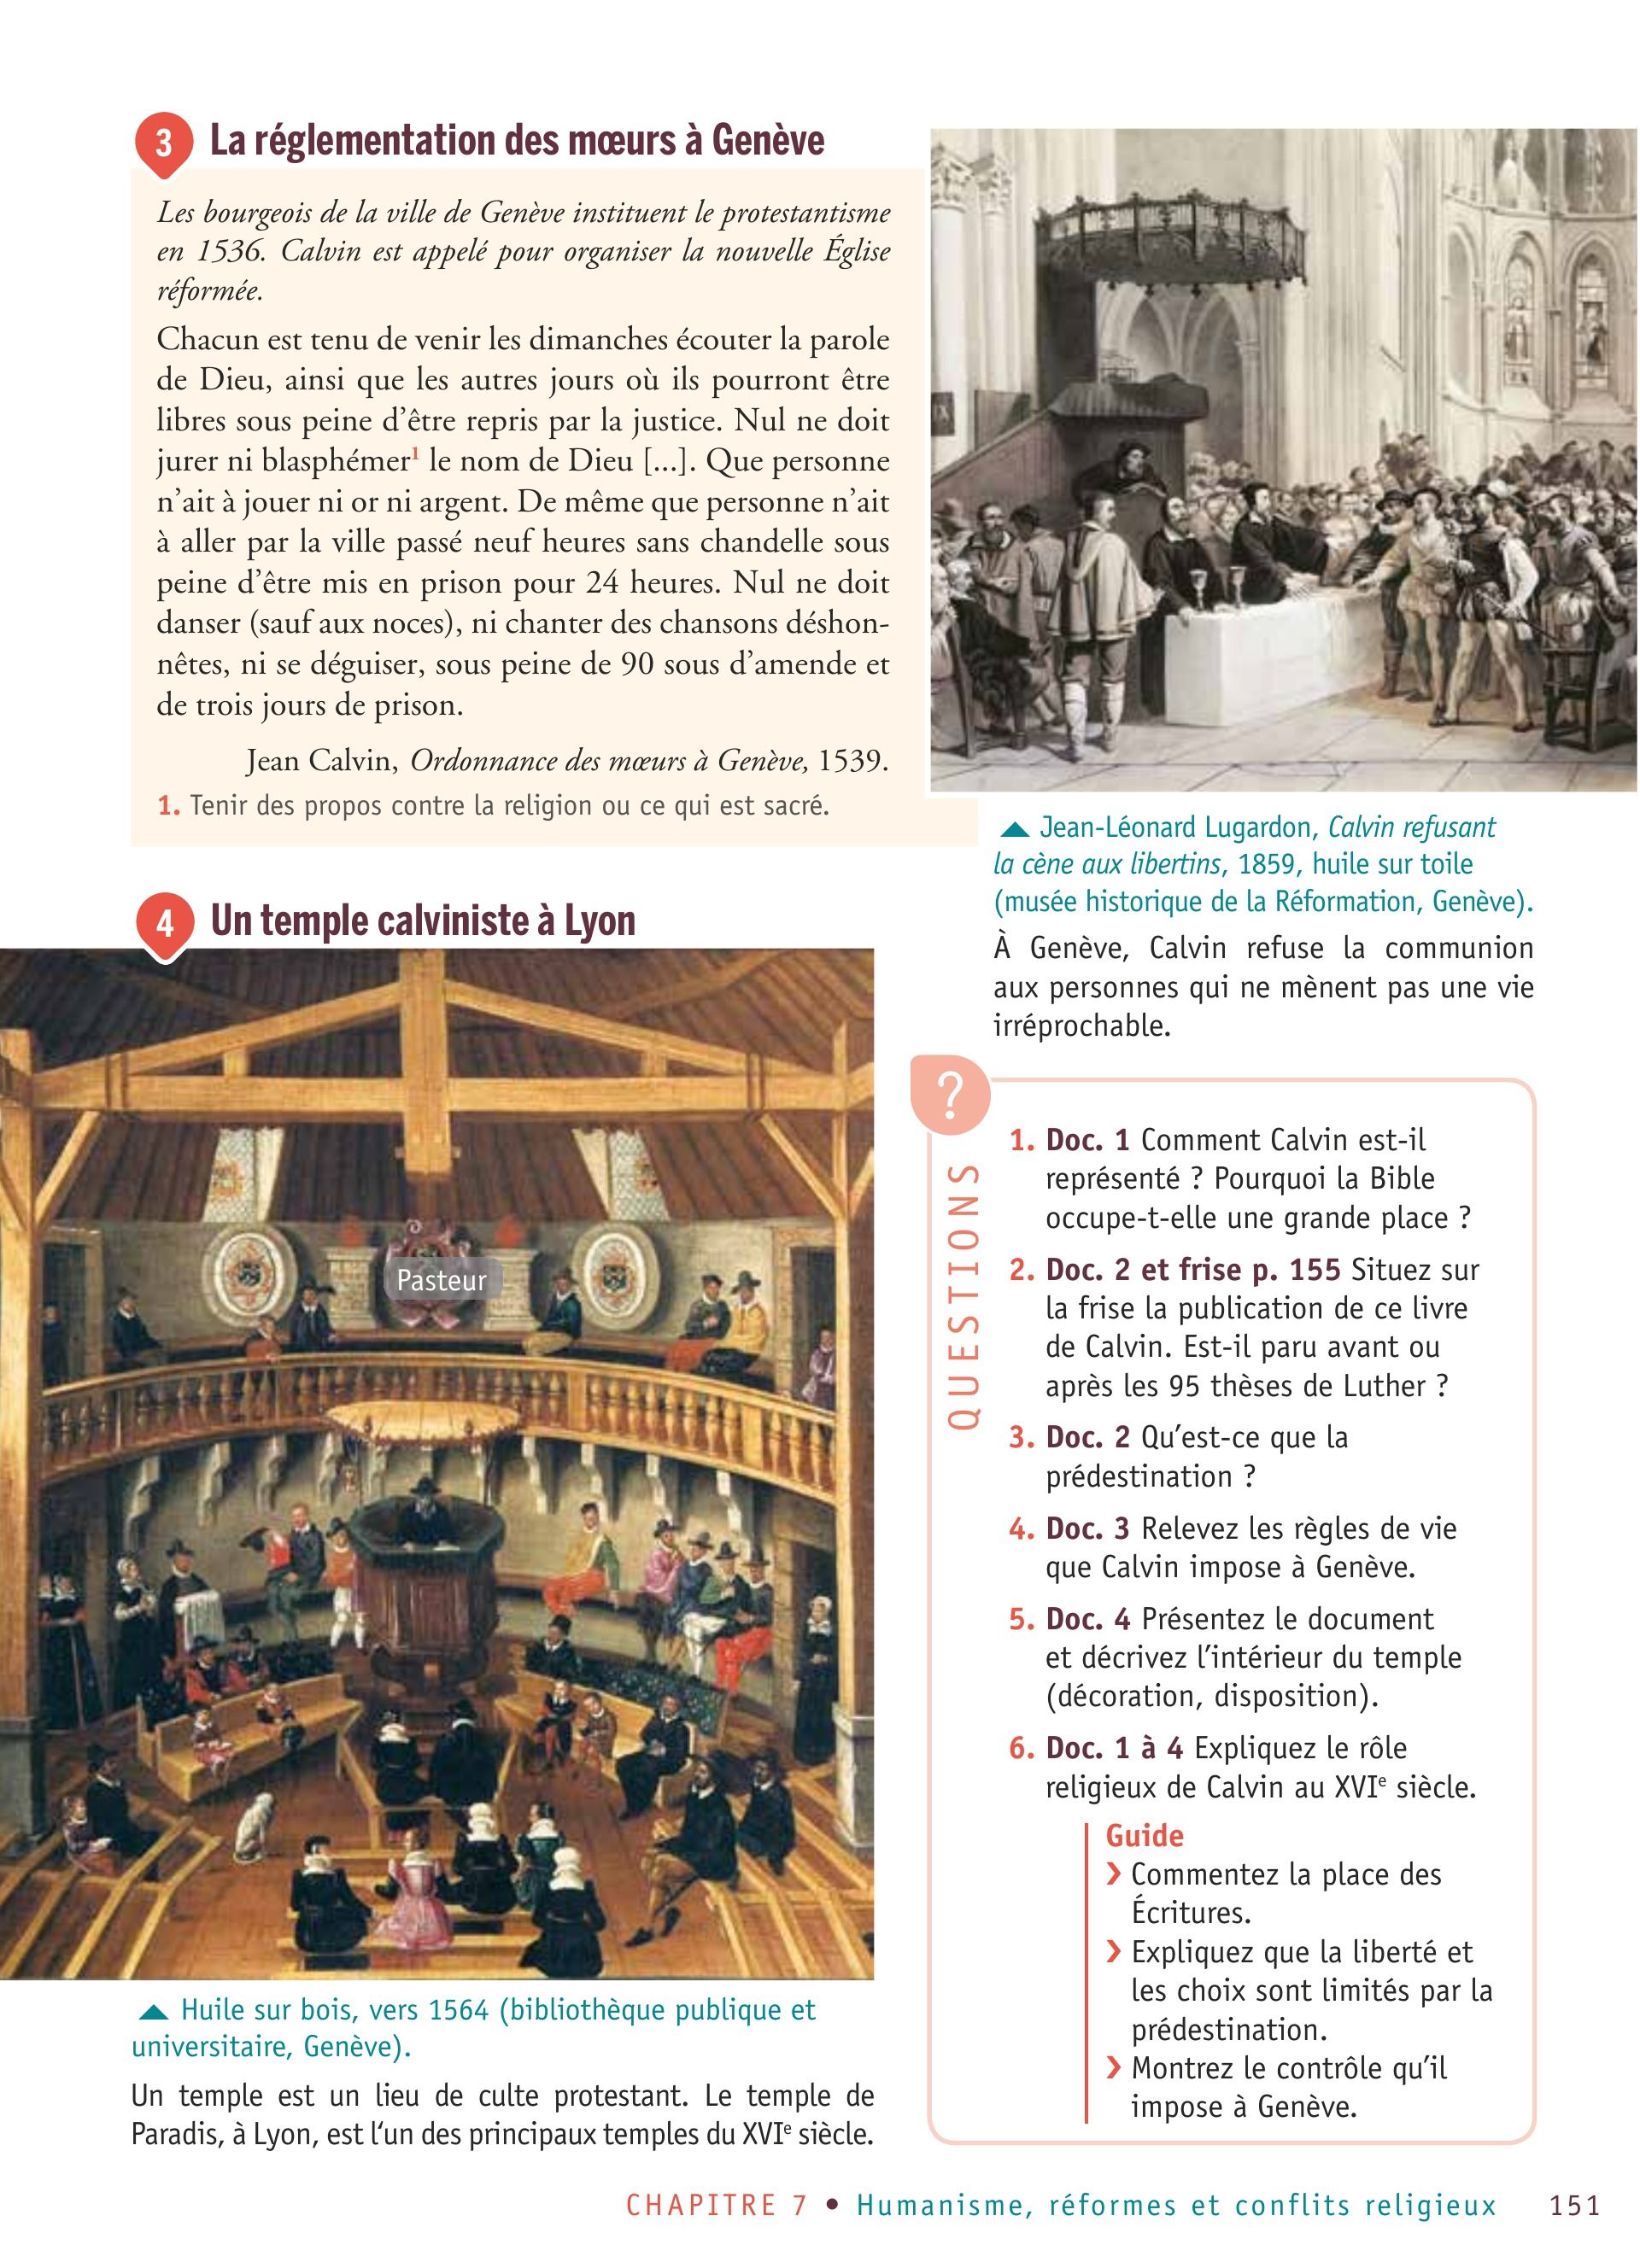 3 La réglementation des mœurs à Genève
Les bourgeois de la ville de Genève instituent le protestantisme
en 1536. Calvin est appelé pour organiser la nouvelle Église
réformée.
Chacun est tenu de venir les dimanches écouter la parole
de Dieu, ainsi que les autres jours où ils pourront être
libres sous peine d’être repris par la justice. Nul ne doit
jurer ni blasphémer¹ le nom de Dieu [...]. Que personne
n’ait à jouer ni or ni argent. De même que personne n’ait
à aller par la ville passé neuf heures sans chandelle sous
peine d’être mis en prison pour 24 heures. Nul ne doit
danser (sauf aux noces), ni chanter des chansons déshon-
nêtes, ni se déguiser, sous peine de 90 sous d’amende et
de trois jours de prison.
Jean Calvin, Ordonnance des mœurs à Genève, 1539.
1. Tenir des propos contre la religion ou ce qui est sacré.
Jean-Léonard Lugardon, Calvin refusant
la cène aux libertins, 1859, huile sur toile
(musée historique de la Réformation, Genève).
À Genève, Calvin refuse la communion
aux personnes qui ne mènent pas une vie
irréprochable.
4 Un temple calviniste à Lyon
Pasteur
Huile sur bois, vers 1564 (bibliothèque publique et
universitaire, Genève).
Un temple est un lieu de culte protestant. Le temple de
Paradis, à Lyon, est l‘un des principaux temples du XVIe siècle.
?
QUESTIONS
1. Doc. 1 Comment Calvin est-il
représenté ? Pourquoi la Bible
occupe-t-elle une grande place ?
2. Doc. 2 et frise p. 155 Situez sur
la frise la publication de ce livre
de Calvin. Est-il paru avant ou
après les 95 thèses de Luther ?
3. Doc. 2 Qu’est-ce que la
prédestination ?
4. Doc. 3 Relevez les règles de vie
que Calvin impose à Genève.
5. Doc. 4 Présentez le document
et décrivez l’intérieur du temple
(décoration, disposition).
6. Doc. 1 à 4 Expliquez le rôle
religieux de Calvin au XVIe siècle.
Guide
› Commentez la place des
Écritures.
› Expliquez que la liberté et
les choix sont limités par la
prédestination.
› Montrez le contrôle qu’il
impose à Genève.
CHAPITRE 7 • Humanisme, réformes et conflits religieux 151